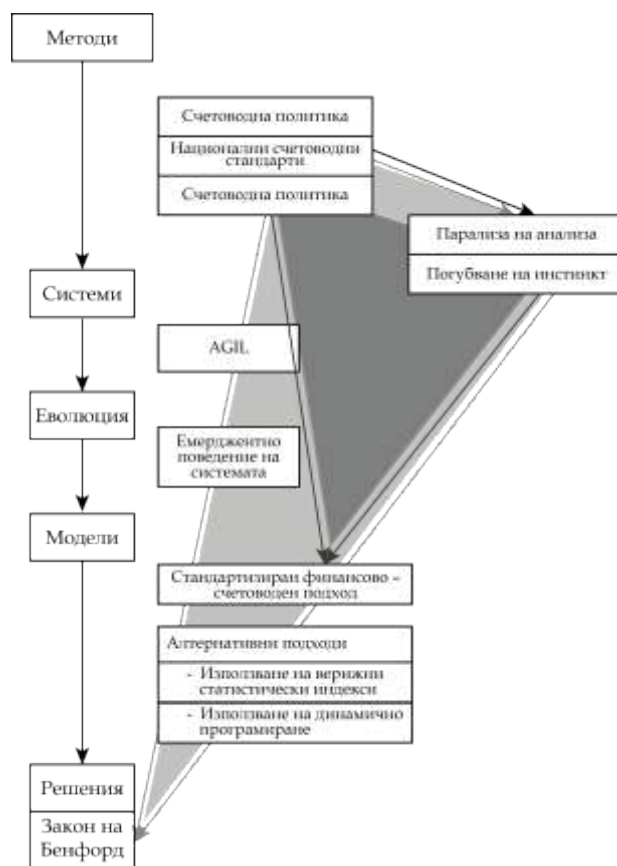 Методи
Счетоводна политика
Национални счетоводни
стандарти
Счетоводна политика
Парализа на анализа
Погубване на инстинкт
Системи
AGIL
Еволюция
Емерджентно
поведение на
системата
Модели
Стандартизиран финансово –
счетоводен подход
Алтернативни подходи
- Използване на верижни
статистически индекси
- Използване на динамично
програмиране
Решения
Закон на
Бенфорд